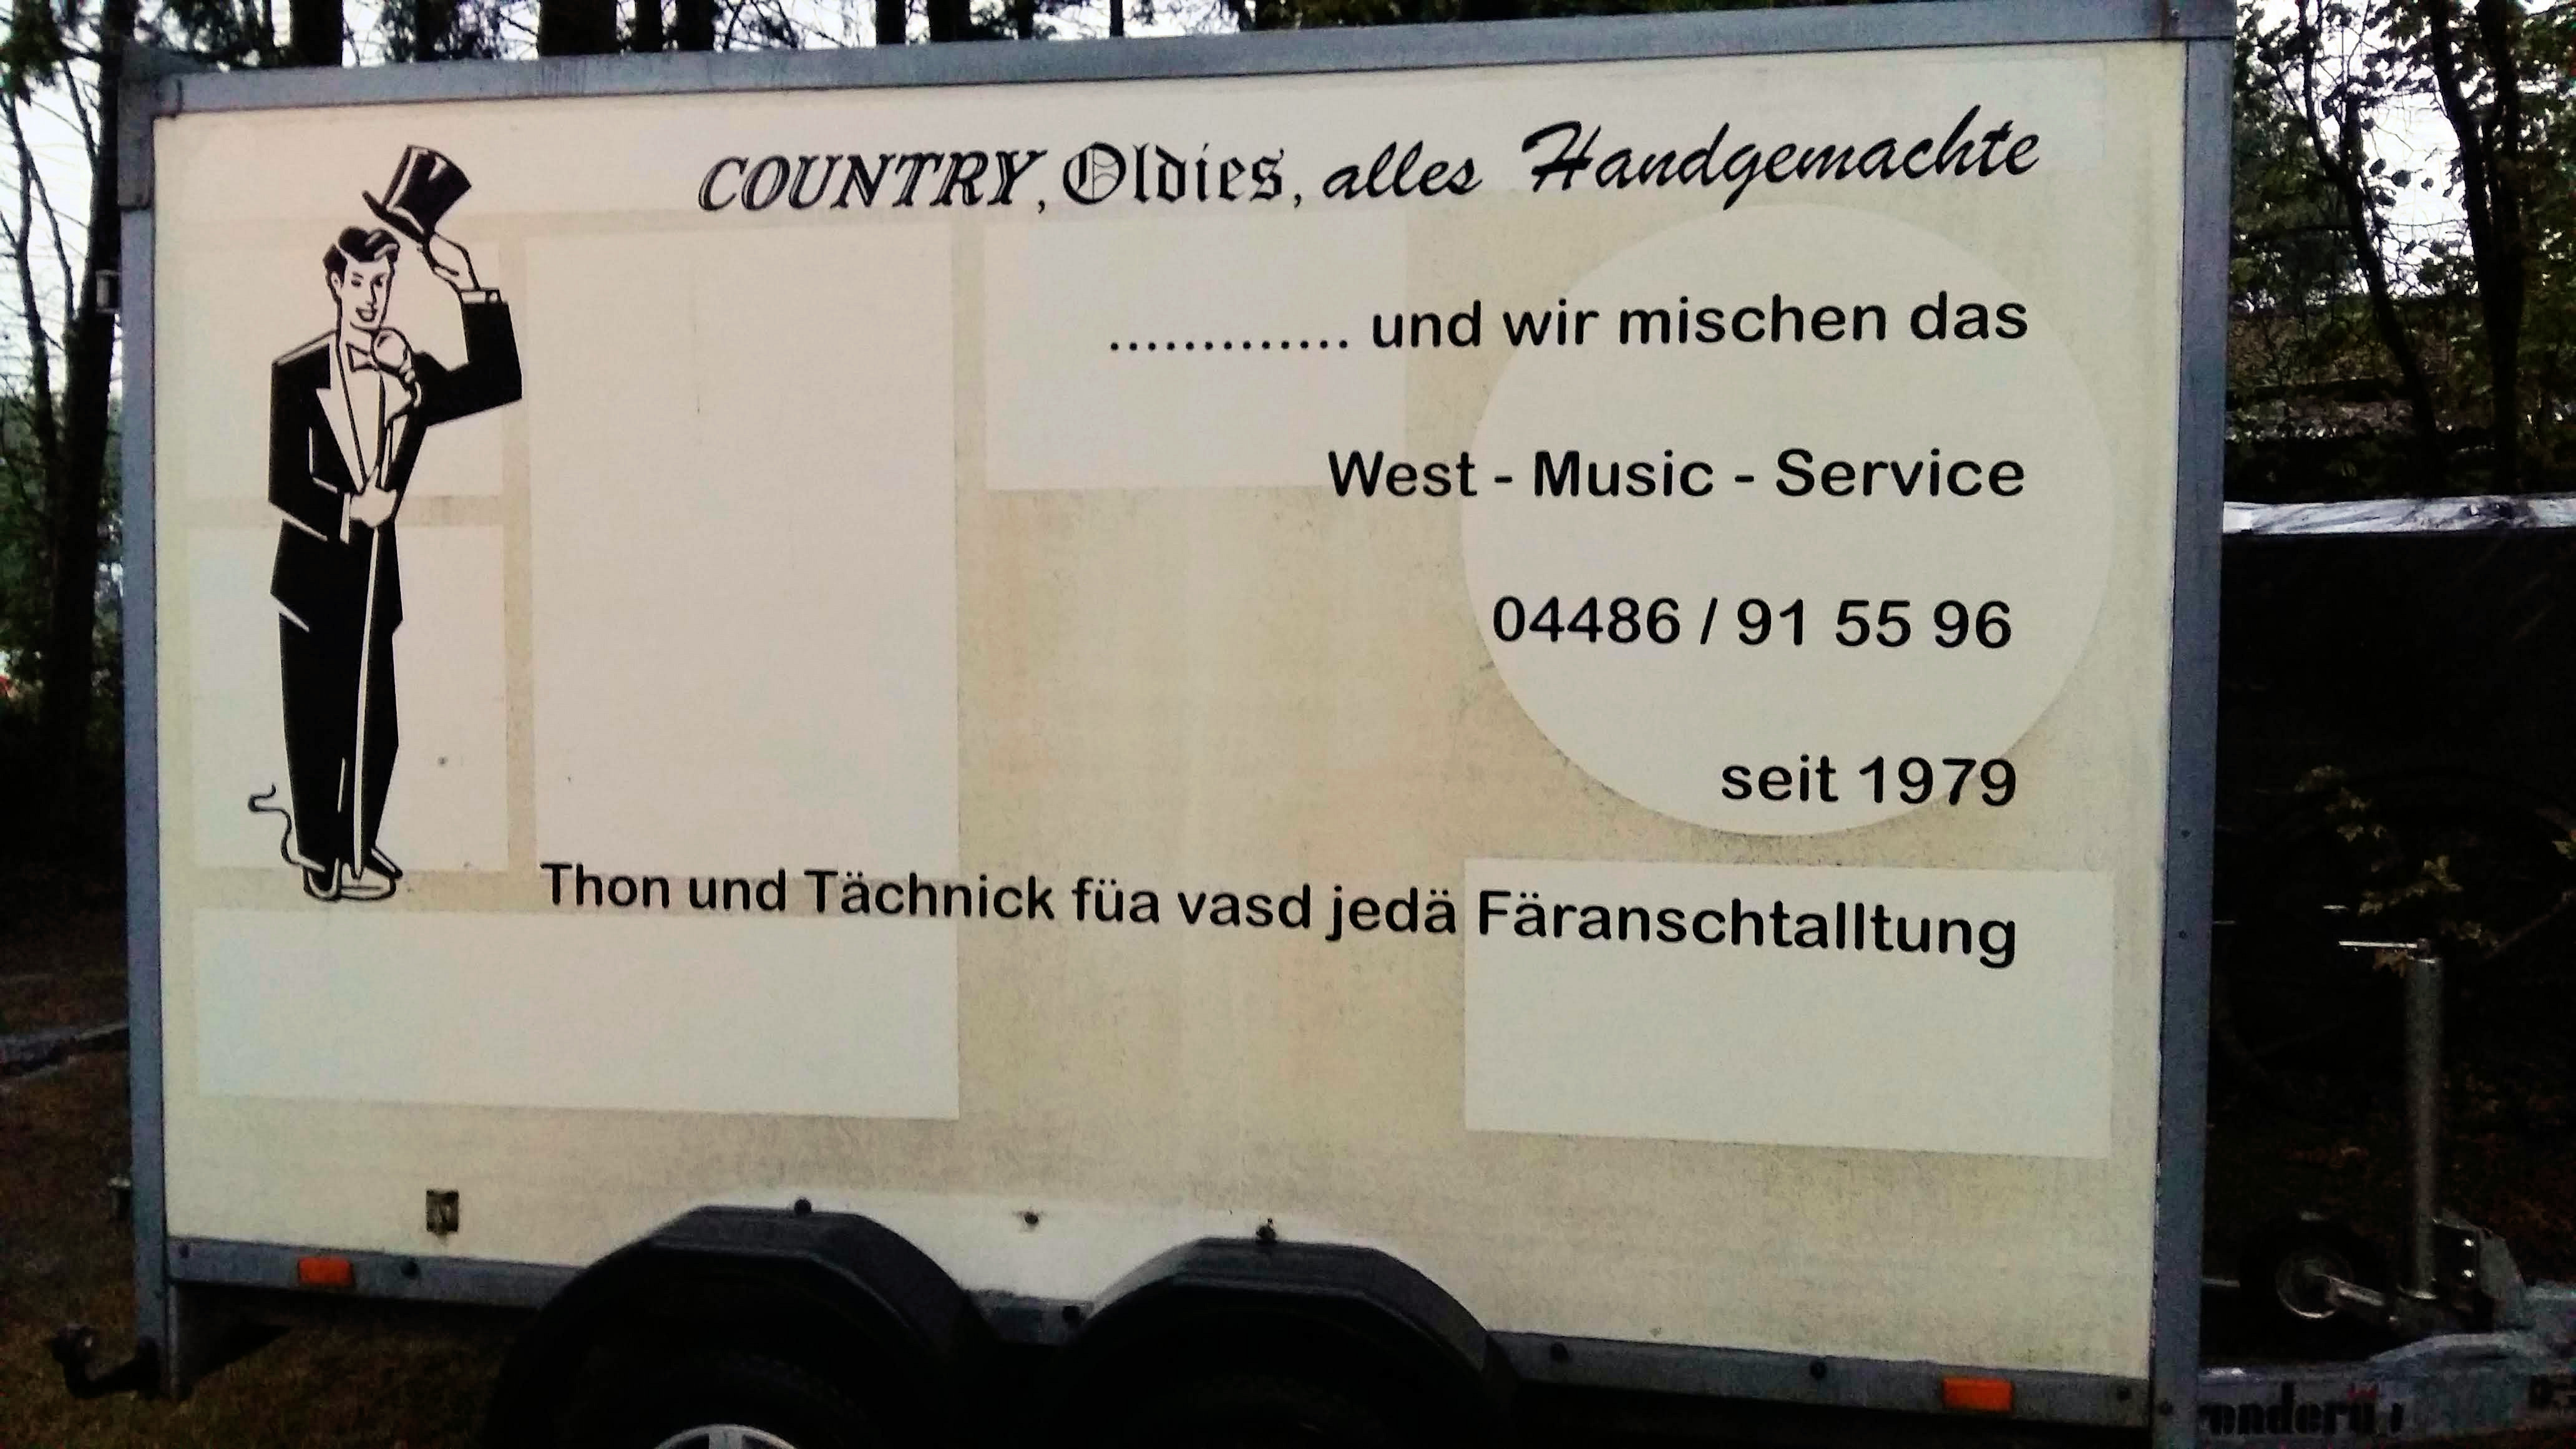 COUNTRY, Oldies, alles Handgemachte
............. und wir mischen das
West - Music - Service
04486 / 91 55 96
seit 1979
Thon und Tächnick füa vasd jedä Färanschtalltung